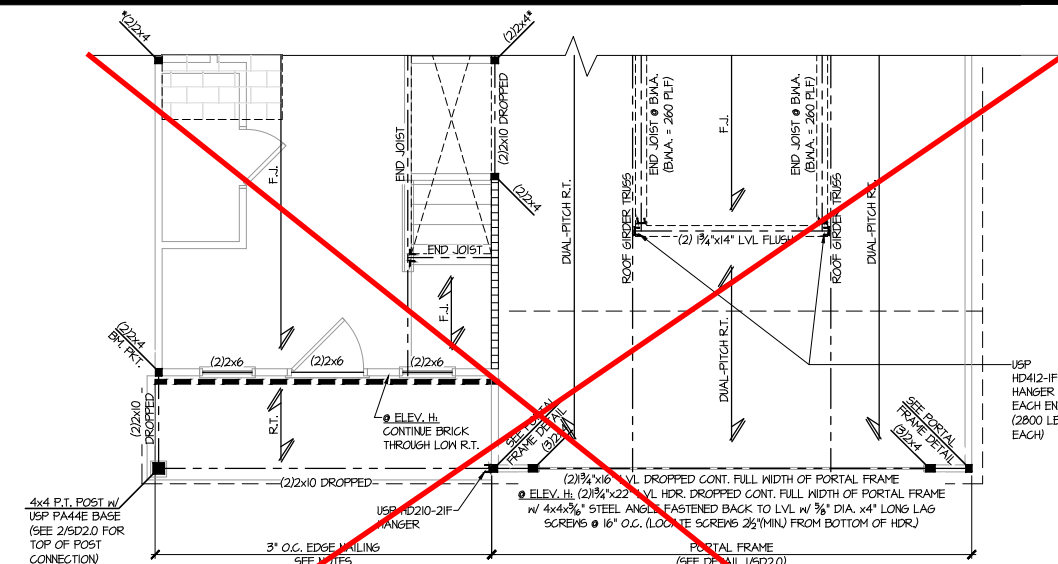 *(2)2x4
(2)2x4*
(2)2x10 DROPPED
END JOIST
F.J.
(2)2x4
END JOIST
F.J.
DUAL-PITCH R.T.
ROOF GIRDER TRUSS
END JOIST @ B.W.A.
(B.W.A. = 260 PLF)
F.J.
END JOIST @ B.W.A.
(B.W.A. = 260 PLF)
ROOF GIRDER TRUSS
DUAL-PITCH R.T.
(2) 1¾"x14" LVL FLUSH
DUAL-PITCH R.T.
(2)2x4
BM. PKT.
(2)2x6
(2)2x6
(2)2x6
(2)2x10
DROPPED
R.T.
@ ELEV. H:
CONTINUE BRICK
THROUGH LOW R.T.
USP
HD412-IF
HANGER
EACH EN
(2800 LE
EACH)
SEE PORTAL
FRAME DETAIL
SEE PORTAL
FRAME DETAIL
(3)2x4
(2)2x10 DROPPED
(2)1¾"x16" LVL DROPPED CONT. FULL WIDTH OF PORTAL FRAME
@ ELEV. H: (2)1¾"x22" LVL HDR. DROPPED CONT. FULL WIDTH OF PORTAL FRAME
W/ 4x4x⅜" STEEL ANGLE FASTENED BACK TO LVL W/ ⅜" DIA. x4" LONG LAG
SCREWS @ 16" O.C. (LOCATE SCREWS 2½"(MIN.) FROM BOTTOM OF HDR.)
4x4 P.T. POST W/
USP PA44E BASE
(SEE 2/SD2.0 FOR
TOP OF POST
CONNECTION)
USP HD210-2IF
HANGER
3" O.C. EDGE NAILING
SEE NOTES
PORTAL FRAME
(SEE DETAIL 1/SD2.0)